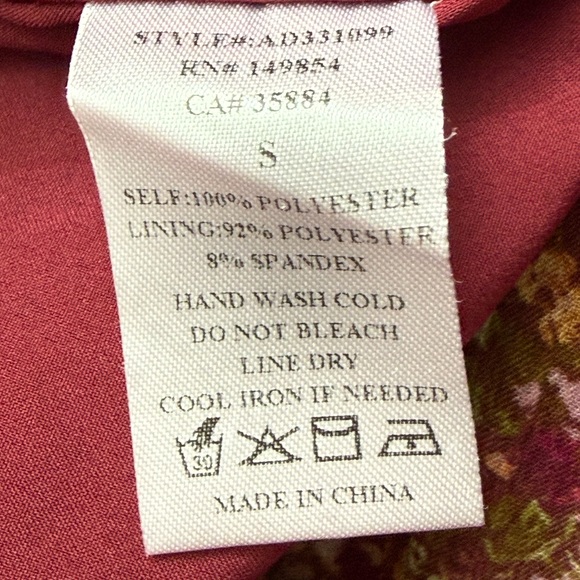 STYLE#:AD331099
RN# 149854
CA# 35884
S
SELF:100% POLYESTER
LINING:92% POLYESTER
8% SPANDEX
HAND WASH COLD
DO NOT BLEACH
LINE DRY
COOL IRON IF NEEDED
30
MADE IN CHINA